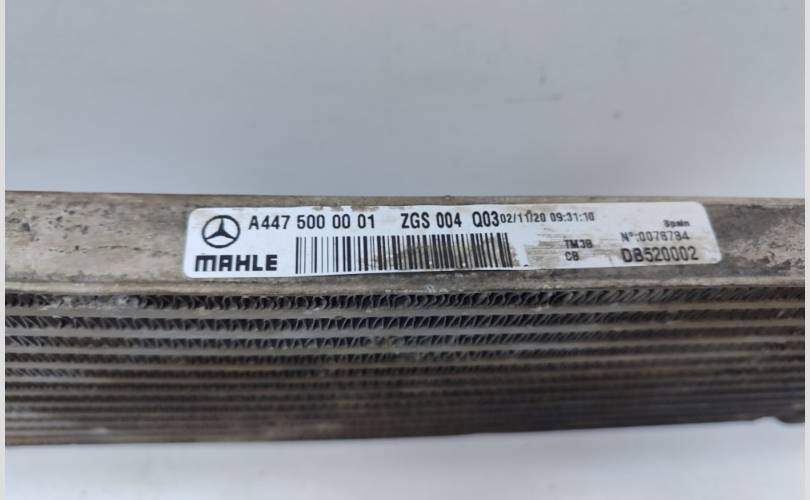 A447 500 00 01 ZGS 004 Q03 02/11/20 09:31:10
MAHLE
Spain
TM3B Nº:0076784
CB DB520002